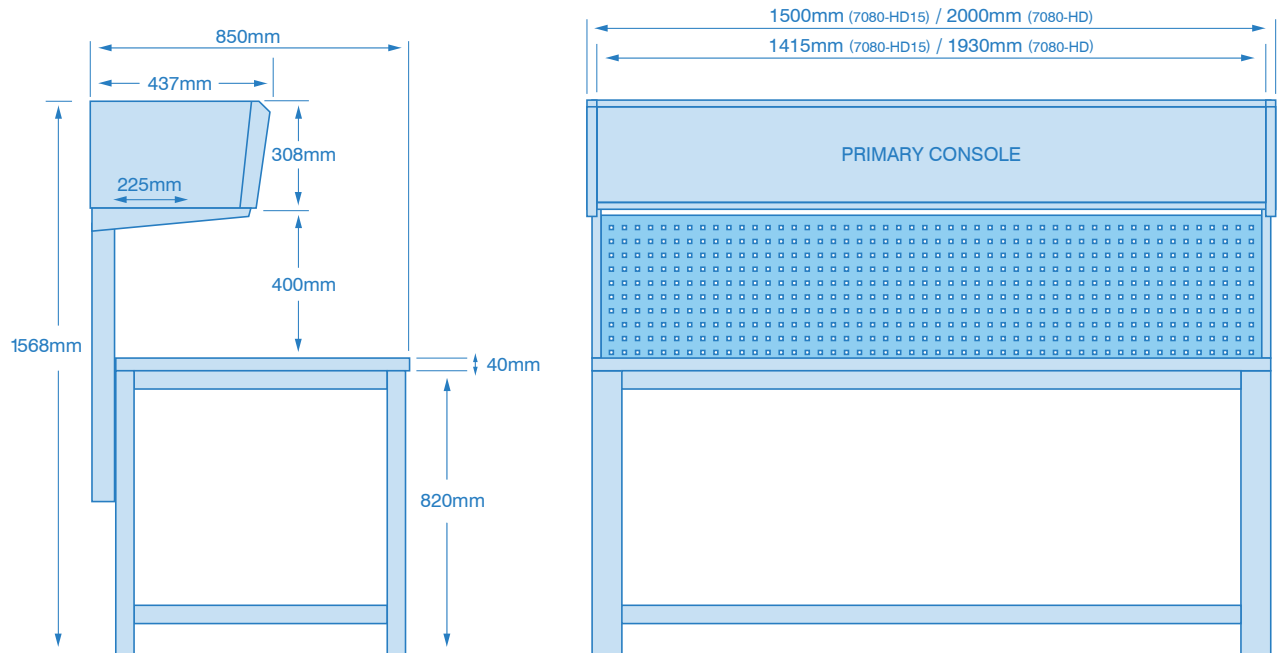 850mm
1500mm (7080-HD15) / 2000mm (7080-HD)
1415mm (7080-HD15) / 1930mm (7080-HD)
437mm
308mm
PRIMARY CONSOLE
225mm
400mm
1568mm
40mm
820mm